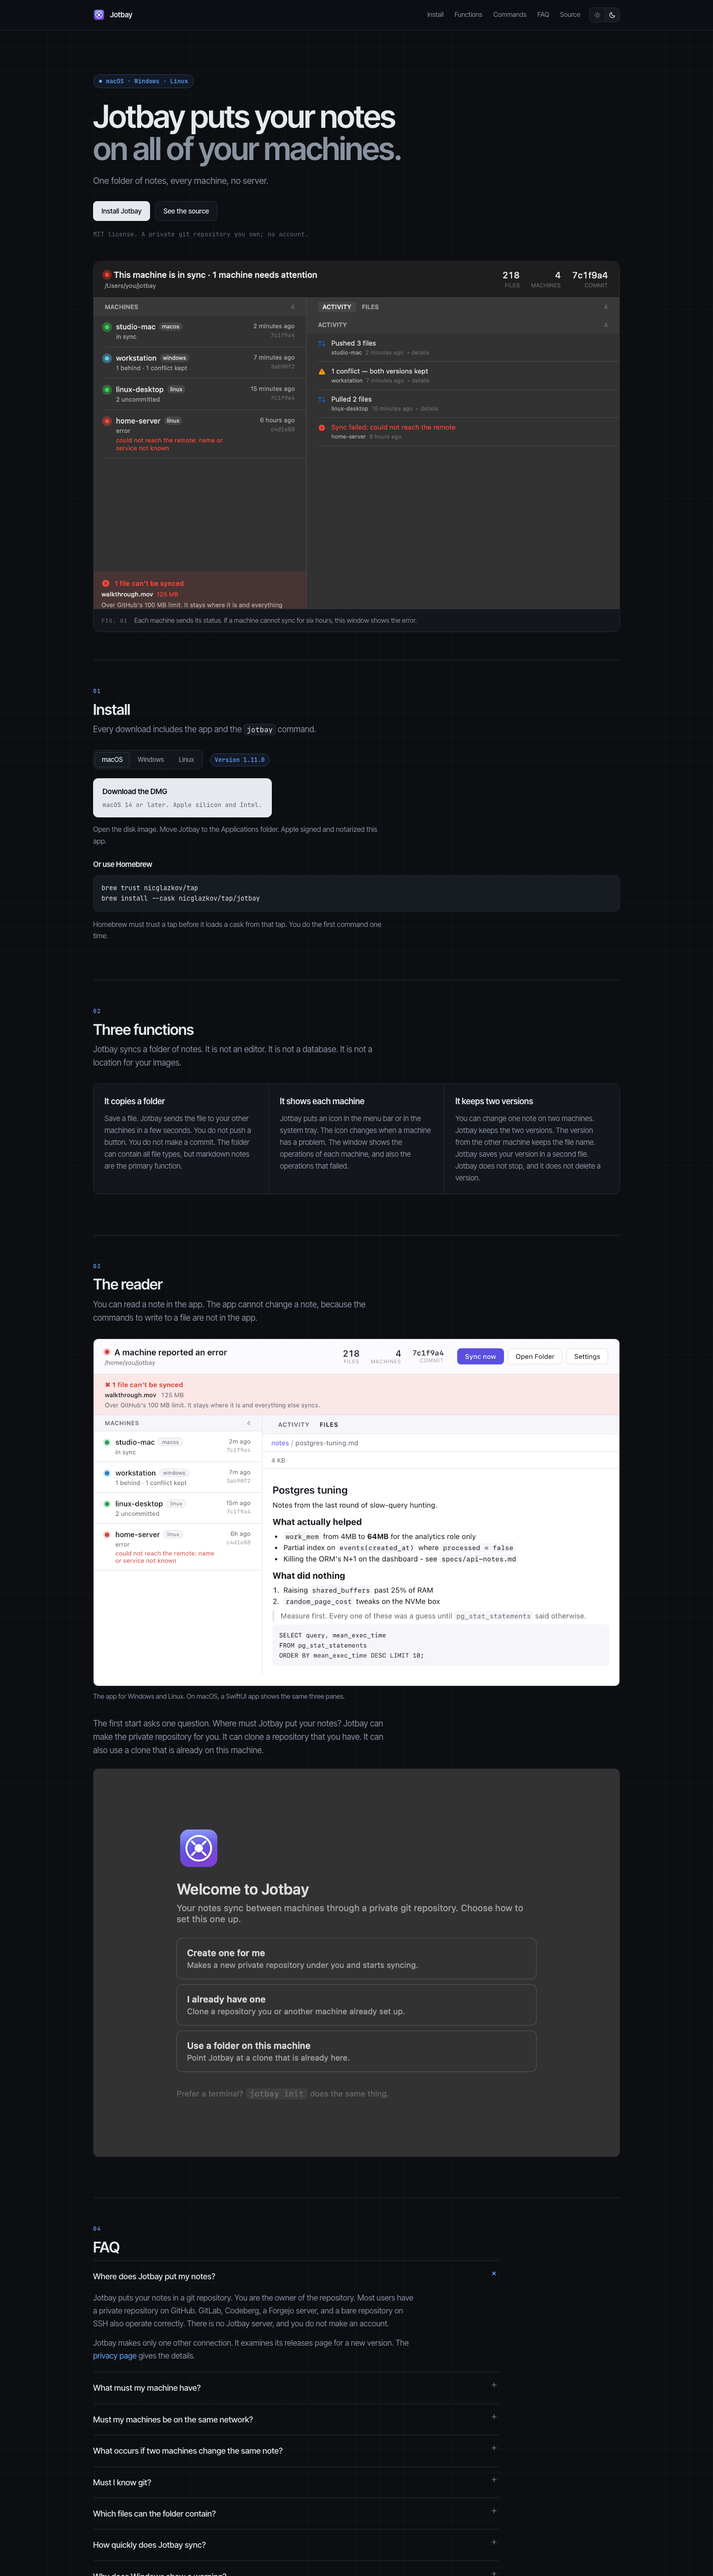 Jotbay
Install Functions Commands FAQ Source
macOS · Windows · Linux
Jotbay puts your notes
on all of your machines.
One folder of notes, every machine, no server.
Install Jotbay See the source
MIT license. A private git repository you own; no account.
This machine is in sync · 1 machine needs attention
/Users/you/jotbay
218 4 7c1f9a4
FILES MACHINES COMMIT
MACHINES 4
studio-mac macos 2 minutes ago
in sync 7c1f9a4
workstation windows 7 minutes ago
1 behind · 1 conflict kept 3ab90f2
linux-desktop linux 15 minutes ago
2 uncommitted 7c1f9a4
home-server linux 6 hours ago
error c4d1e88
could not reach the remote: name or
service not known
1 file can't be synced
walkthrough.mov 125 MB
Over GitHub's 100 MB limit. It stays where it is and everything
ACTIVITY FILES 4
ACTIVITY 4
Pushed 3 files
studio-mac 2 minutes ago • details
1 conflict — both versions kept
workstation 7 minutes ago • details
Pulled 2 files
linux-desktop 15 minutes ago • details
Sync failed: could not reach the remote
home-server 6 hours ago
FIG. 01 Each machine sends its status. If a machine cannot sync for six hours, this window shows the error.
01
Install
Every download includes the app and the jotbay command.
macOS Windows Linux Version 1.11.0
Download the DMG
macOS 14 or later. Apple silicon and Intel.
Open the disk image. Move Jotbay to the Applications folder. Apple signed and notarized this
app.
Or use Homebrew
brew trust nicglazkov/tap
brew install --cask nicglazkov/tap/jotbay
Homebrew must trust a tap before it loads a cask from that tap. You do the first command one
time.
02
Three functions
Jotbay syncs a folder of notes. It is not an editor. It is not a database. It is not a
location for your images.
It copies a folder
Save a file. Jotbay sends the file to your other
machines in a few seconds. You do not push a
button. You do not make a commit. The folder
can contain all file types, but markdown notes
are the primary function.
It shows each machine
Jotbay puts an icon in the menu bar or in the
system tray. The icon changes when a machine
has a problem. The window shows the
operations of each machine, and also the
operations that failed.
It keeps two versions
You can change one note on two machines.
Jotbay keeps the two versions. The version
from the other machine keeps the file name.
Jotbay saves your version in a second file.
Jotbay does not stop, and it does not delete a
version.
03
The reader
You can read a note in the app. The app cannot change a note, because the
commands to write to a file are not in the app.
A machine reported an error
/home/you/jotbay
218 4 7c1f9a4
FILES MACHINES COMMIT
Sync now Open Folder Settings
✖ 1 file can't be synced
walkthrough.mov 125 MB
Over GitHub's 100 MB limit. It stays where it is and everything else syncs.
MACHINES 4
studio-mac macos 2m ago
in sync 7c1f9a4
workstation windows 7m ago
1 behind · 1 conflict kept 3ab90f2
linux-desktop linux 15m ago
2 uncommitted 7c1f9a4
home-server linux 6h ago
error c4d1e88
could not reach the remote: name
or service not known
ACTIVITY FILES
notes / postgres-tuning.md
4 KB
Postgres tuning
Notes from the last round of slow-query hunting.
What actually helped
• work_mem from 4MB to 64MB for the analytics role only
• Partial index on events(created_at) where processed = false
• Killing the ORM's N+1 on the dashboard - see specs/api-notes.md
What did nothing
1. Raising shared_buffers past 25% of RAM
2. random_page_cost tweaks on the NVMe box
Measure first. Every one of these was a guess until pg_stat_statements said otherwise.
SELECT query, mean_exec_time
FROM pg_stat_statements
ORDER BY mean_exec_time DESC LIMIT 10;
The app for Windows and Linux. On macOS, a SwiftUI app shows the same three panes.
The first start asks one question. Where must Jotbay put your notes? Jotbay can
make the private repository for you. It can clone a repository that you have. It can
also use a clone that is already on this machine.
Welcome to Jotbay
Your notes sync between machines through a private git repository. Choose how to
set this one up.
Create one for me
Makes a new private repository under you and starts syncing.
I already have one
Clone a repository you or another machine already set up.
Use a folder on this machine
Point Jotbay at a clone that is already here.
Prefer a terminal? jotbay init does the same thing.
04
FAQ
Where does Jotbay put my notes?
Jotbay puts your notes in a git repository. You are the owner of the repository. Most users have
a private repository on GitHub. GitLab, Codeberg, a Forgejo server, and a bare repository on
SSH also operate correctly. There is no Jotbay server, and you do not make an account.
Jotbay makes only one other connection. It examines its releases page for a new version. The
privacy page gives the details.
What must my machine have?
Must my machines be on the same network?
What occurs if two machines change the same note?
Must I know git?
Which files can the folder contain?
How quickly does Jotbay sync?
Why does Windows show a warning?